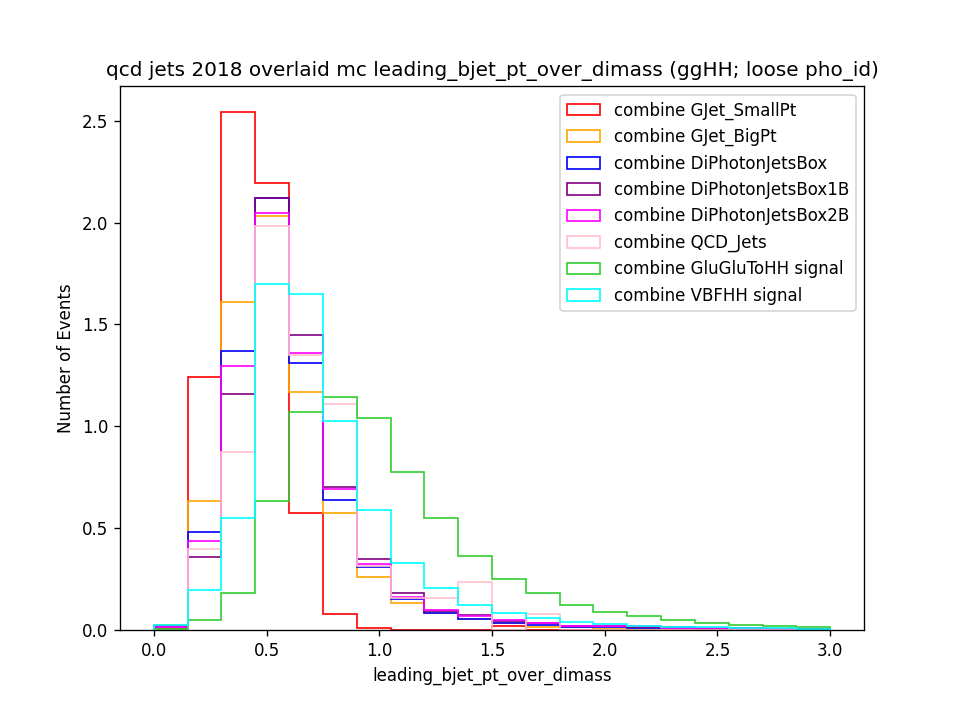 qcd jets 2018 overlaid mc leading_bjet_pt_over_dimass (ggHH; loose pho_id)
combine GJet_SmallPt
combine GJet_BigPt
combine DiPhotonJetsBox
combine DiPhotonJetsBox1B
combine DiPhotonJetsBox2B
combine QCD_Jets
combine GluGluToHH signal
combine VBFHH signal
Number of Events
2.5
2.0
1.5
1.0
0.5
0.0
0.0 0.5 1.0 1.5 2.0 2.5 3.0
leading_bjet_pt_over_dimass